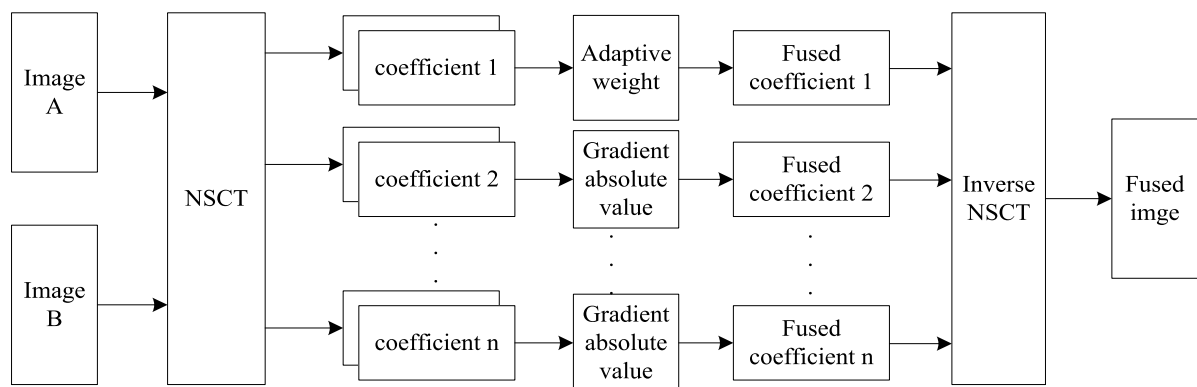 Image
A
Image
B
NSCT
coefficient 1
Adaptive
weight
Fused
coefficient 1
coefficient 2
Gradient
absolute
value
Fused
coefficient 2
coefficient n
Gradient
absolute
value
Fused
coefficient n
Inverse
NSCT
Fused
imge